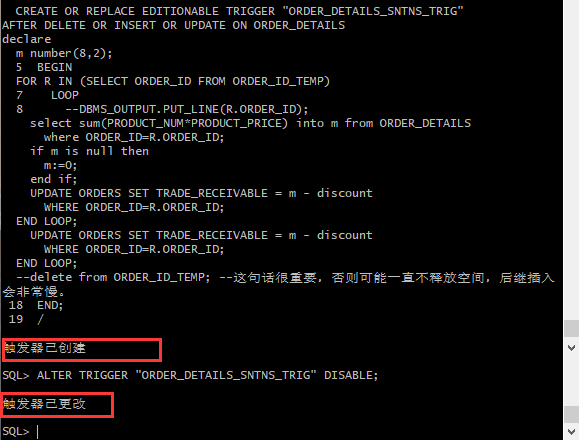 CREATE OR REPLACE EDITIONABLE TRIGGER "ORDER_DETAILS_SNTNS_TRIG"
AFTER DELETE OR INSERT OR UPDATE ON ORDER_DETAILS
declare
m number(8,2);
5 BEGIN
FOR R IN (SELECT ORDER_ID FROM ORDER_ID_TEMP)
7 LOOP
8 --DBMS_OUTPUT.PUT_LINE(R.ORDER_ID);
select sum(PRODUCT_NUM*PRODUCT_PRICE) into m from ORDER_DETAILS
where ORDER_ID=R.ORDER_ID;
if m is null then
m:=0;
end if;
UPDATE ORDERS SET TRADE_RECEIVABLE = m - discount
WHERE ORDER_ID=R.ORDER_ID;
END LOOP;
UPDATE ORDERS SET TRADE_RECEIVABLE = m - discount
WHERE ORDER_ID=R.ORDER_ID;
END LOOP;
--delete from ORDER_ID_TEMP; --这句话很重要, 否则可能一直不释放空间, 后继插入
会非常慢。
18 END;
19 /
触发器已创建
SQL> ALTER TRIGGER "ORDER_DETAILS_SNTNS_TRIG" DISABLE;
触发器已更改
SQL>